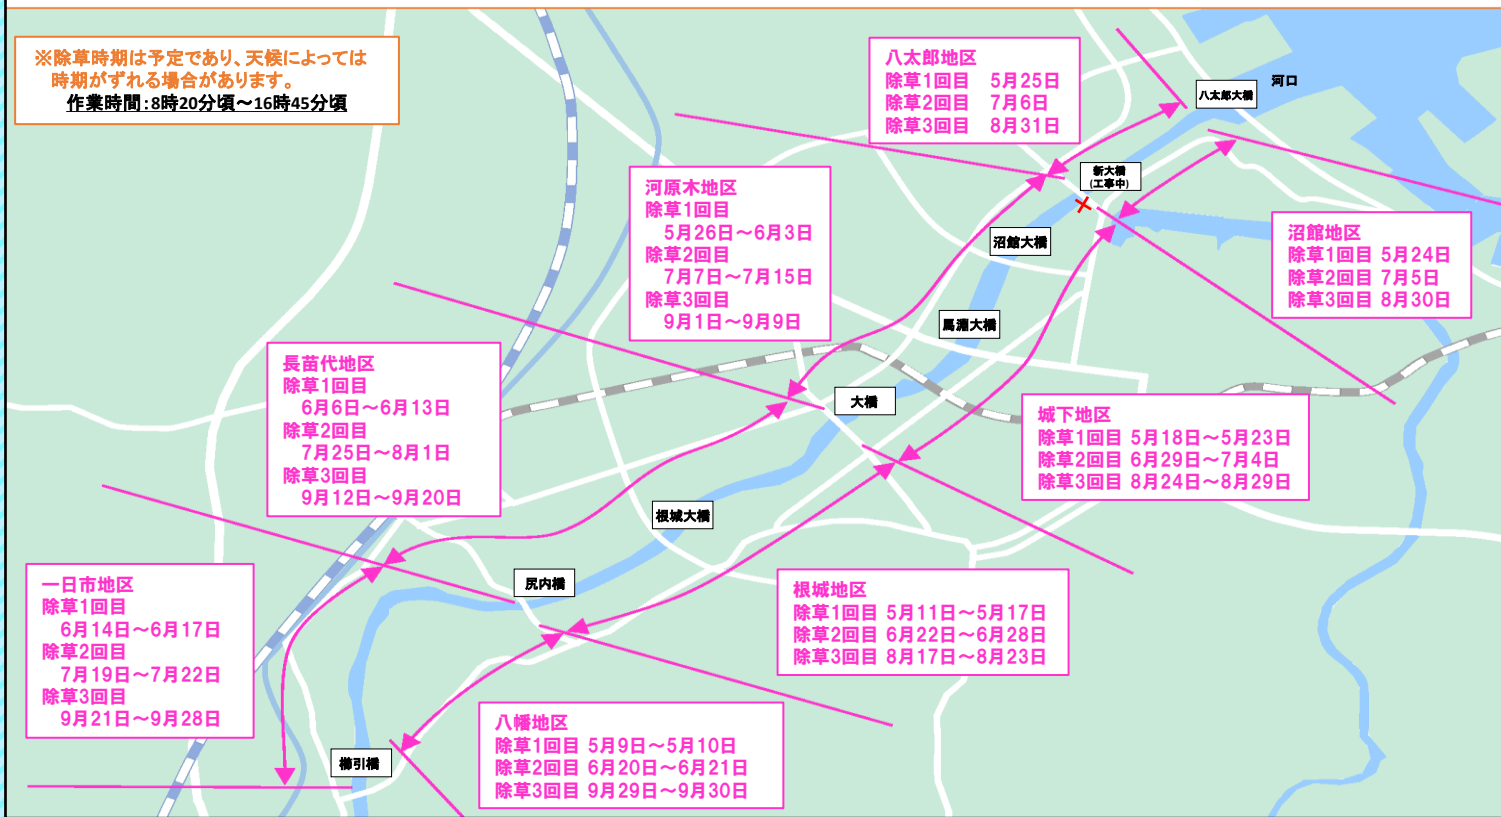 ※除草時期は予定であり、天候によっては
時期がずれる場合があります。
作業時間:8時20分頃～16時45分頃
八太郎地区
除草1回目 5月25日
除草2回目 7月6日
除草3回目 8月31日
八太郎大橋
河口
新大橋
(工事中)
河原木地区
除草1回目
5月26日～6月3日
除草2回目
7月7日～7月15日
除草3回目
9月1日～9月9日
沼館大橋
沼館地区
除草1回目 5月24日
除草2回目 7月5日
除草3回目 8月30日
馬淵大橋
長苗代地区
除草1回目
6月6日～6月13日
除草2回目
7月25日～8月1日
除草3回目
9月12日～9月20日
大橋
城下地区
除草1回目 5月18日～5月23日
除草2回目 6月29日～7月4日
除草3回目 8月24日～8月29日
根城大橋
尻内橋
一日市地区
除草1回目
6月14日～6月17日
除草2回目
7月19日～7月22日
除草3回目
9月21日～9月28日
根城地区
除草1回目 5月11日～5月17日
除草2回目 6月22日～6月28日
除草3回目 8月17日～8月23日
八幡地区
除草1回目 5月9日～5月10日
除草2回目 6月20日～6月21日
除草3回目 9月29日～9月30日
櫛引橋